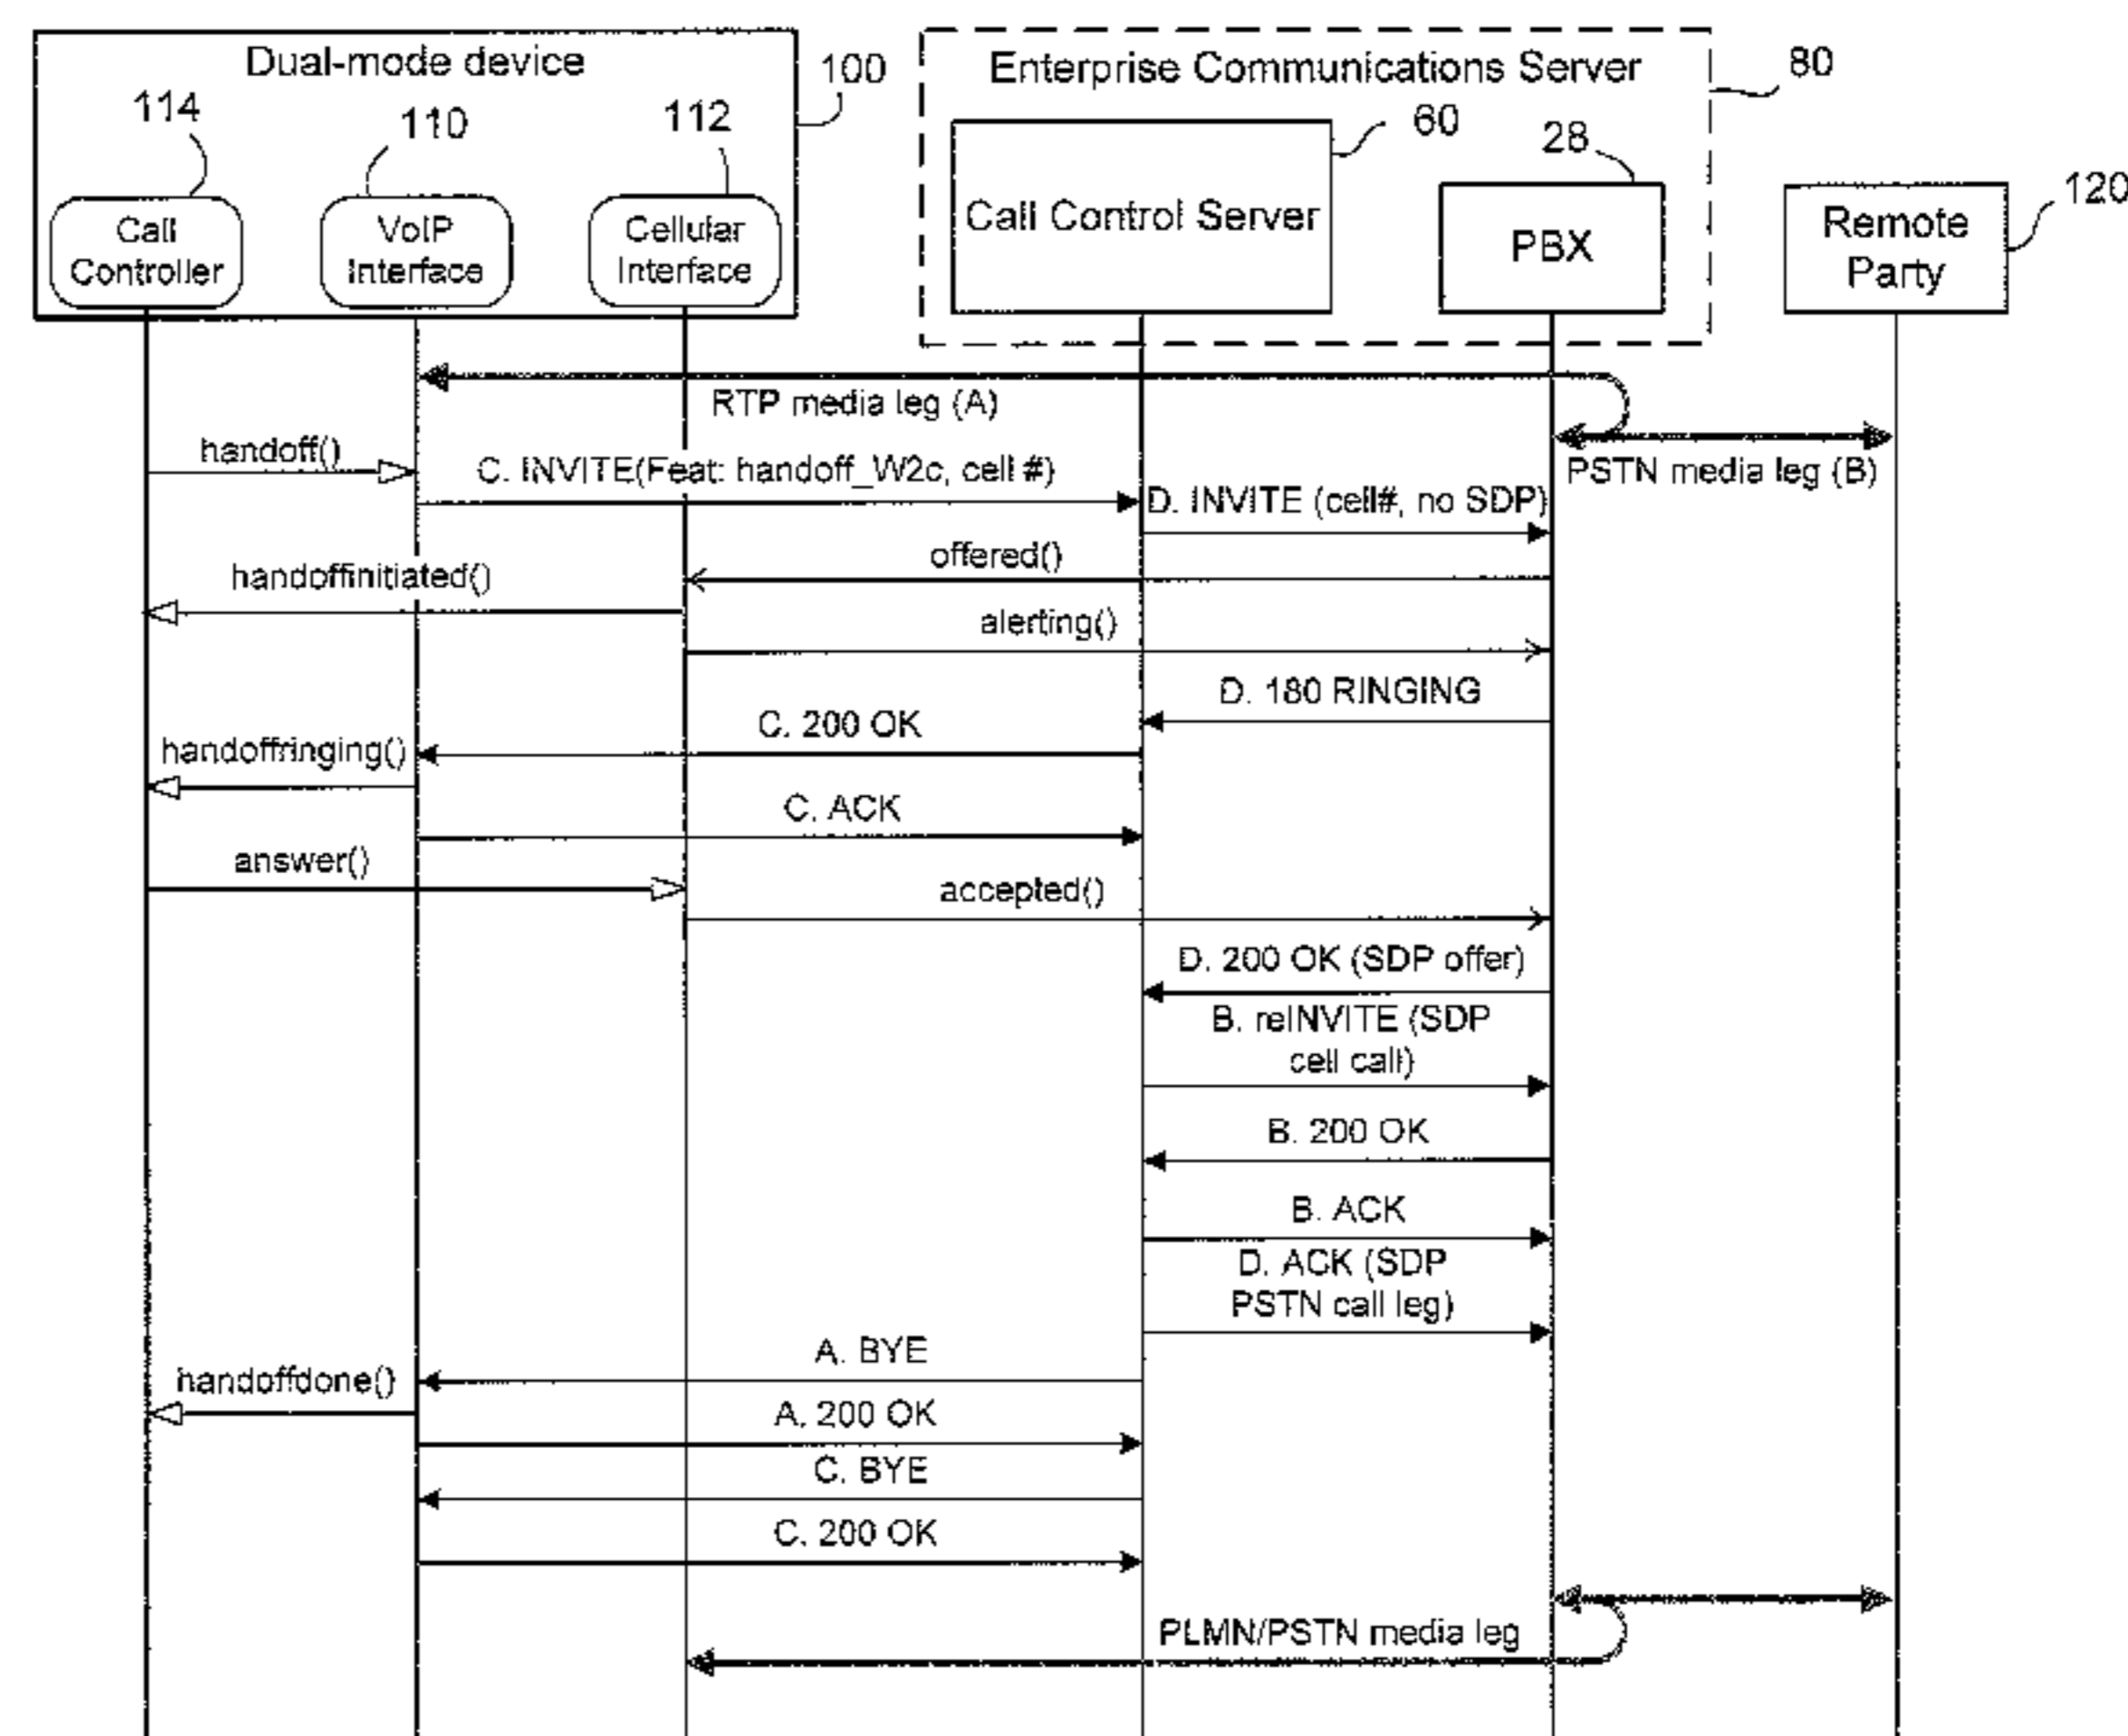 Dual-mode device
100
Enterprise Communications Server
80
114
110
112
60
28
120
Call
Controller
VoIP
Interface
Cellular
Interface
Call Control Server
PBX
Remote
Party
RTP media leg (A)
handoff()
C. INVITE(Feat: handoff_W2c, cell #)
PSTN media leg (B)
D. INVITE (cell#, no SDP)
offered()
handoffinitiated()
alerting()
D. 180 RINGING
C. 200 OK
handoffringing()
C. ACK
answer()
accepted()
D. 200 OK (SDP offer)
B. reINVITE (SDP
cell call)
B. 200 OK
B. ACK
D. ACK (SDP
PSTN call leg)
A. BYE
handoffdone()
A. 200 OK
C. BYE
C. 200 OK
PLMN/PSTN media leg